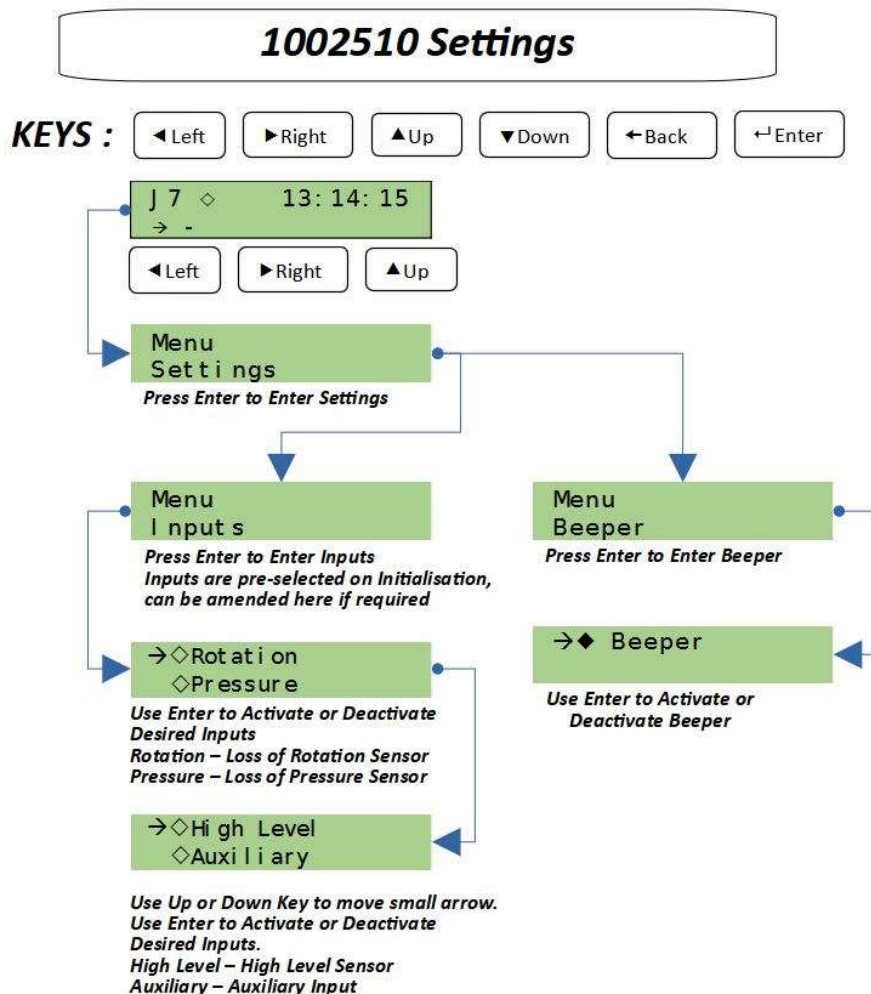 1002510 Settings
KEYS : ◄Left ►Right ▲Up ▼Down ←Back ↵Enter
J7 ◇ 13:14:15
→ -
◄Left ►Right ▲Up
Menu
Settings
Press Enter to Enter Settings
Menu
Inputs
Press Enter to Enter Inputs
Inputs are pre-selected on Initialisation,
can be amended here if required
Menu
Beeper
Press Enter to Enter Beeper
→◇Rotation
◇Pressure
Use Enter to Activate or Deactivate
Desired Inputs
Rotation – Loss of Rotation Sensor
Pressure – Loss of Pressure Sensor
→◆ Beeper
Use Enter to Activate or
Deactivate Beeper
→◇High Level
◇Auxiliary
Use Up or Down Key to move small arrow.
Use Enter to Activate or Deactivate
Desired Inputs.
High Level – High Level Sensor
Auxiliary – Auxiliary Input